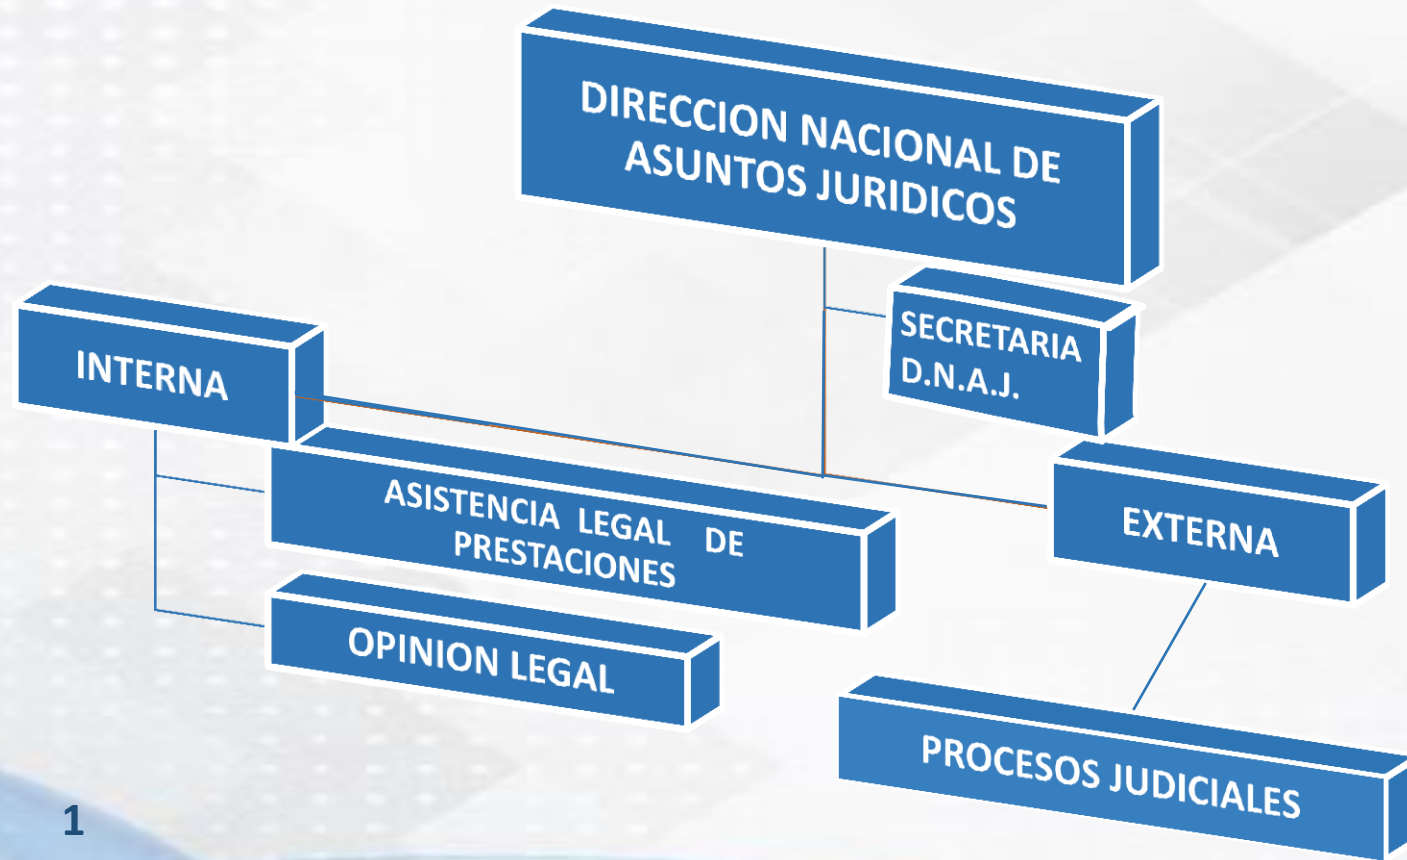 DIRECCION NACIONAL DE
ASUNTOS JURIDICOS
SECRETARIA
D.N.A.J.
INTERNA
ASISTENCIA LEGAL DE
PRESTACIONES
OPINION LEGAL
EXTERNA
PROCESOS JUDICIALES
1